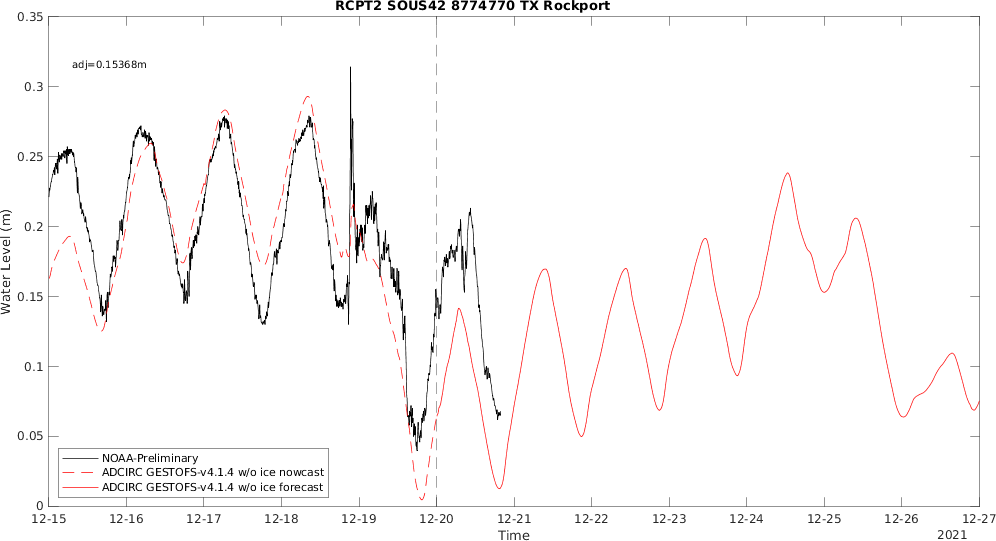 RCPT2 SOUS42 8774770 TX Rockport
0.35
adj=0.15368m
0.3
0.25
0.2
0.15
0.1
0.05
0
Water Level (m)
NOAA-Preliminary
ADCIRC GESTOFS-v4.1.4 w/o ice nowcast
ADCIRC GESTOFS-v4.1.4 w/o ice forecast
12-15 12-16 12-17 12-18 12-19 12-20 12-21 12-22 12-23 12-24 12-25 12-26 12-27
Time
2021